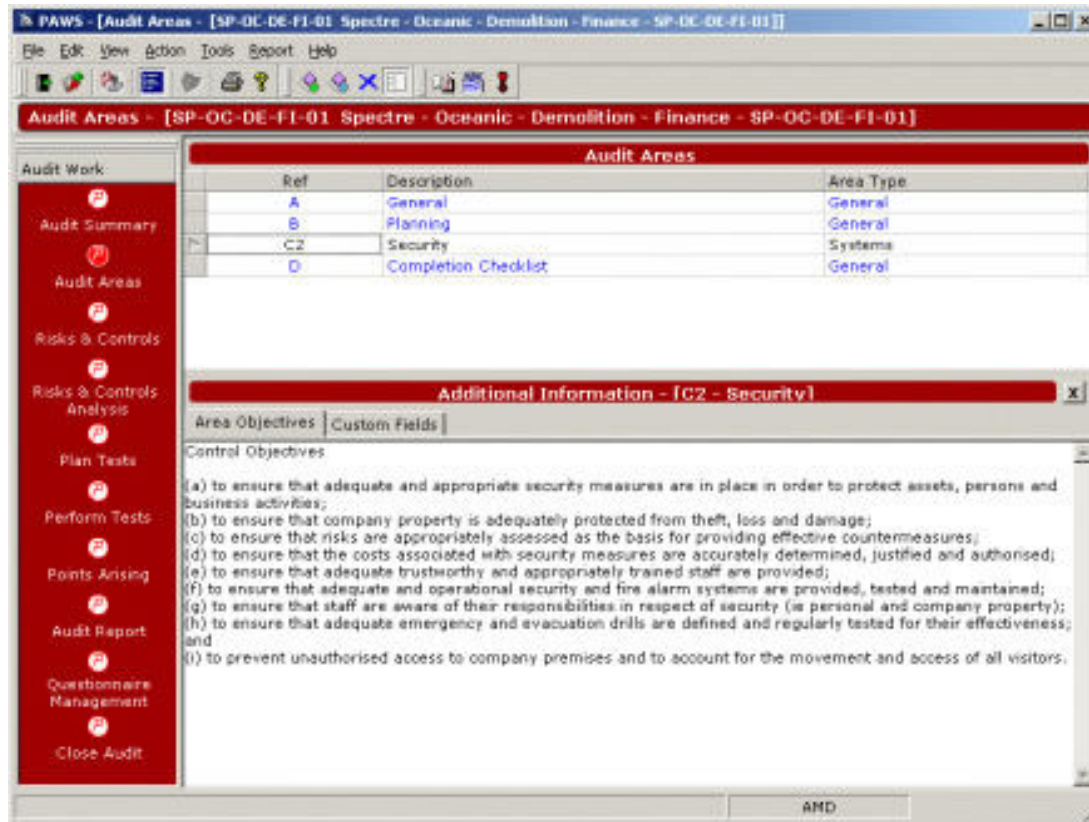 PAWS - [Audit Areas - [SP-OC-DE-FI-01 Spectre - Oceanic - Demolition - Finance - SP-OC-DE-FI-01]]
File Edit View Action Tools Report Help
Audit Areas - [SP-OC-DE-FI-01 Spectre - Oceanic - Demolition - Finance - SP-OC-DE-FI-01]
Audit Work
Audit Summary
Audit Areas
Risks & Controls
Risks & Controls
Analysis
Plan Tests
Perform Tests
Points Arising
Audit Report
Questionnaire
Management
Close Audit
Audit Areas
Ref Description Area Type
A General General
B Planning General
C2 Security Systems
D Completion Checklist General
Additional Information - [C2 - Security]
Area Objectives Custom Fields
Control Objectives
(a) to ensure that adequate and appropriate security measures are in place in order to protect assets, persons and
business activities;
(b) to ensure that company property is adequately protected from theft, loss and damage;
(c) to ensure that risks are appropriately assessed as the basis for providing effective countermeasures;
(d) to ensure that the costs associated with security measures are accurately determined, justified and authorised;
(e) to ensure that adequate trustworthy and appropriately trained staff are provided;
(f) to ensure that adequate and operational security and fire alarm systems are provided, tested and maintained;
(g) to ensure that staff are aware of their responsibilities in respect of security (ie personal and company property);
(h) to ensure that adequate emergency and evacuation drills are defined and regularly tested for their effectiveness;
and
(i) to prevent unauthorised access to company premises and to account for the movement and access of all visitors.
AMD